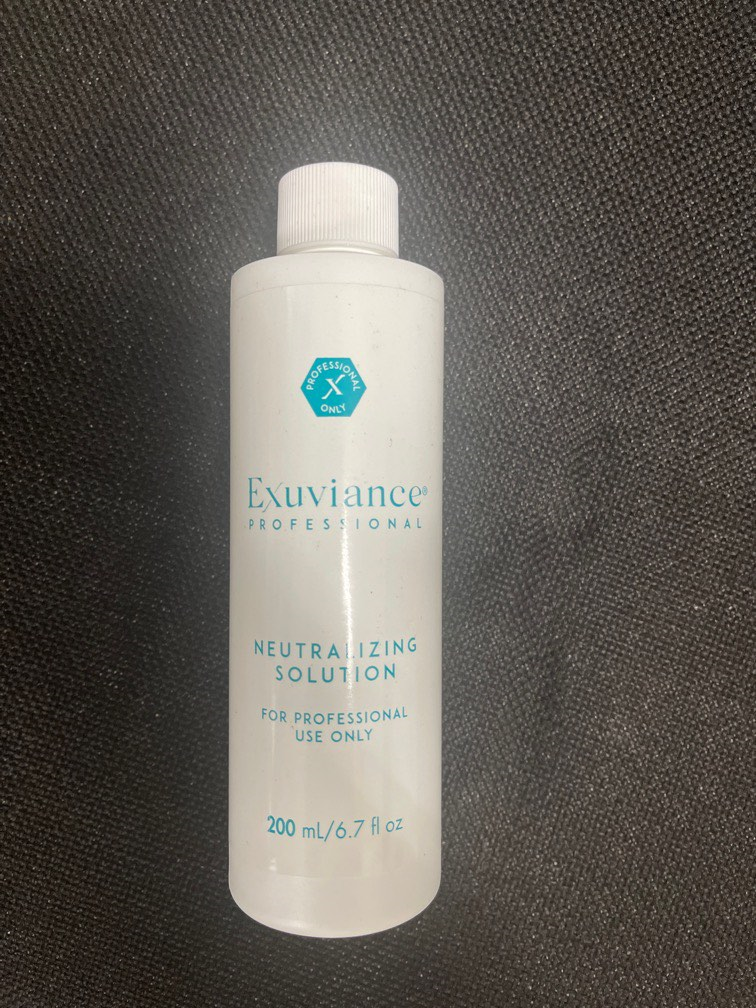 PROFESSIONAL
X
ONLY
Exuviance®
PROFESSIONAL
NEUTRALIZING
SOLUTION
FOR PROFESSIONAL
USE ONLY
200 mL/6.7 fl oz